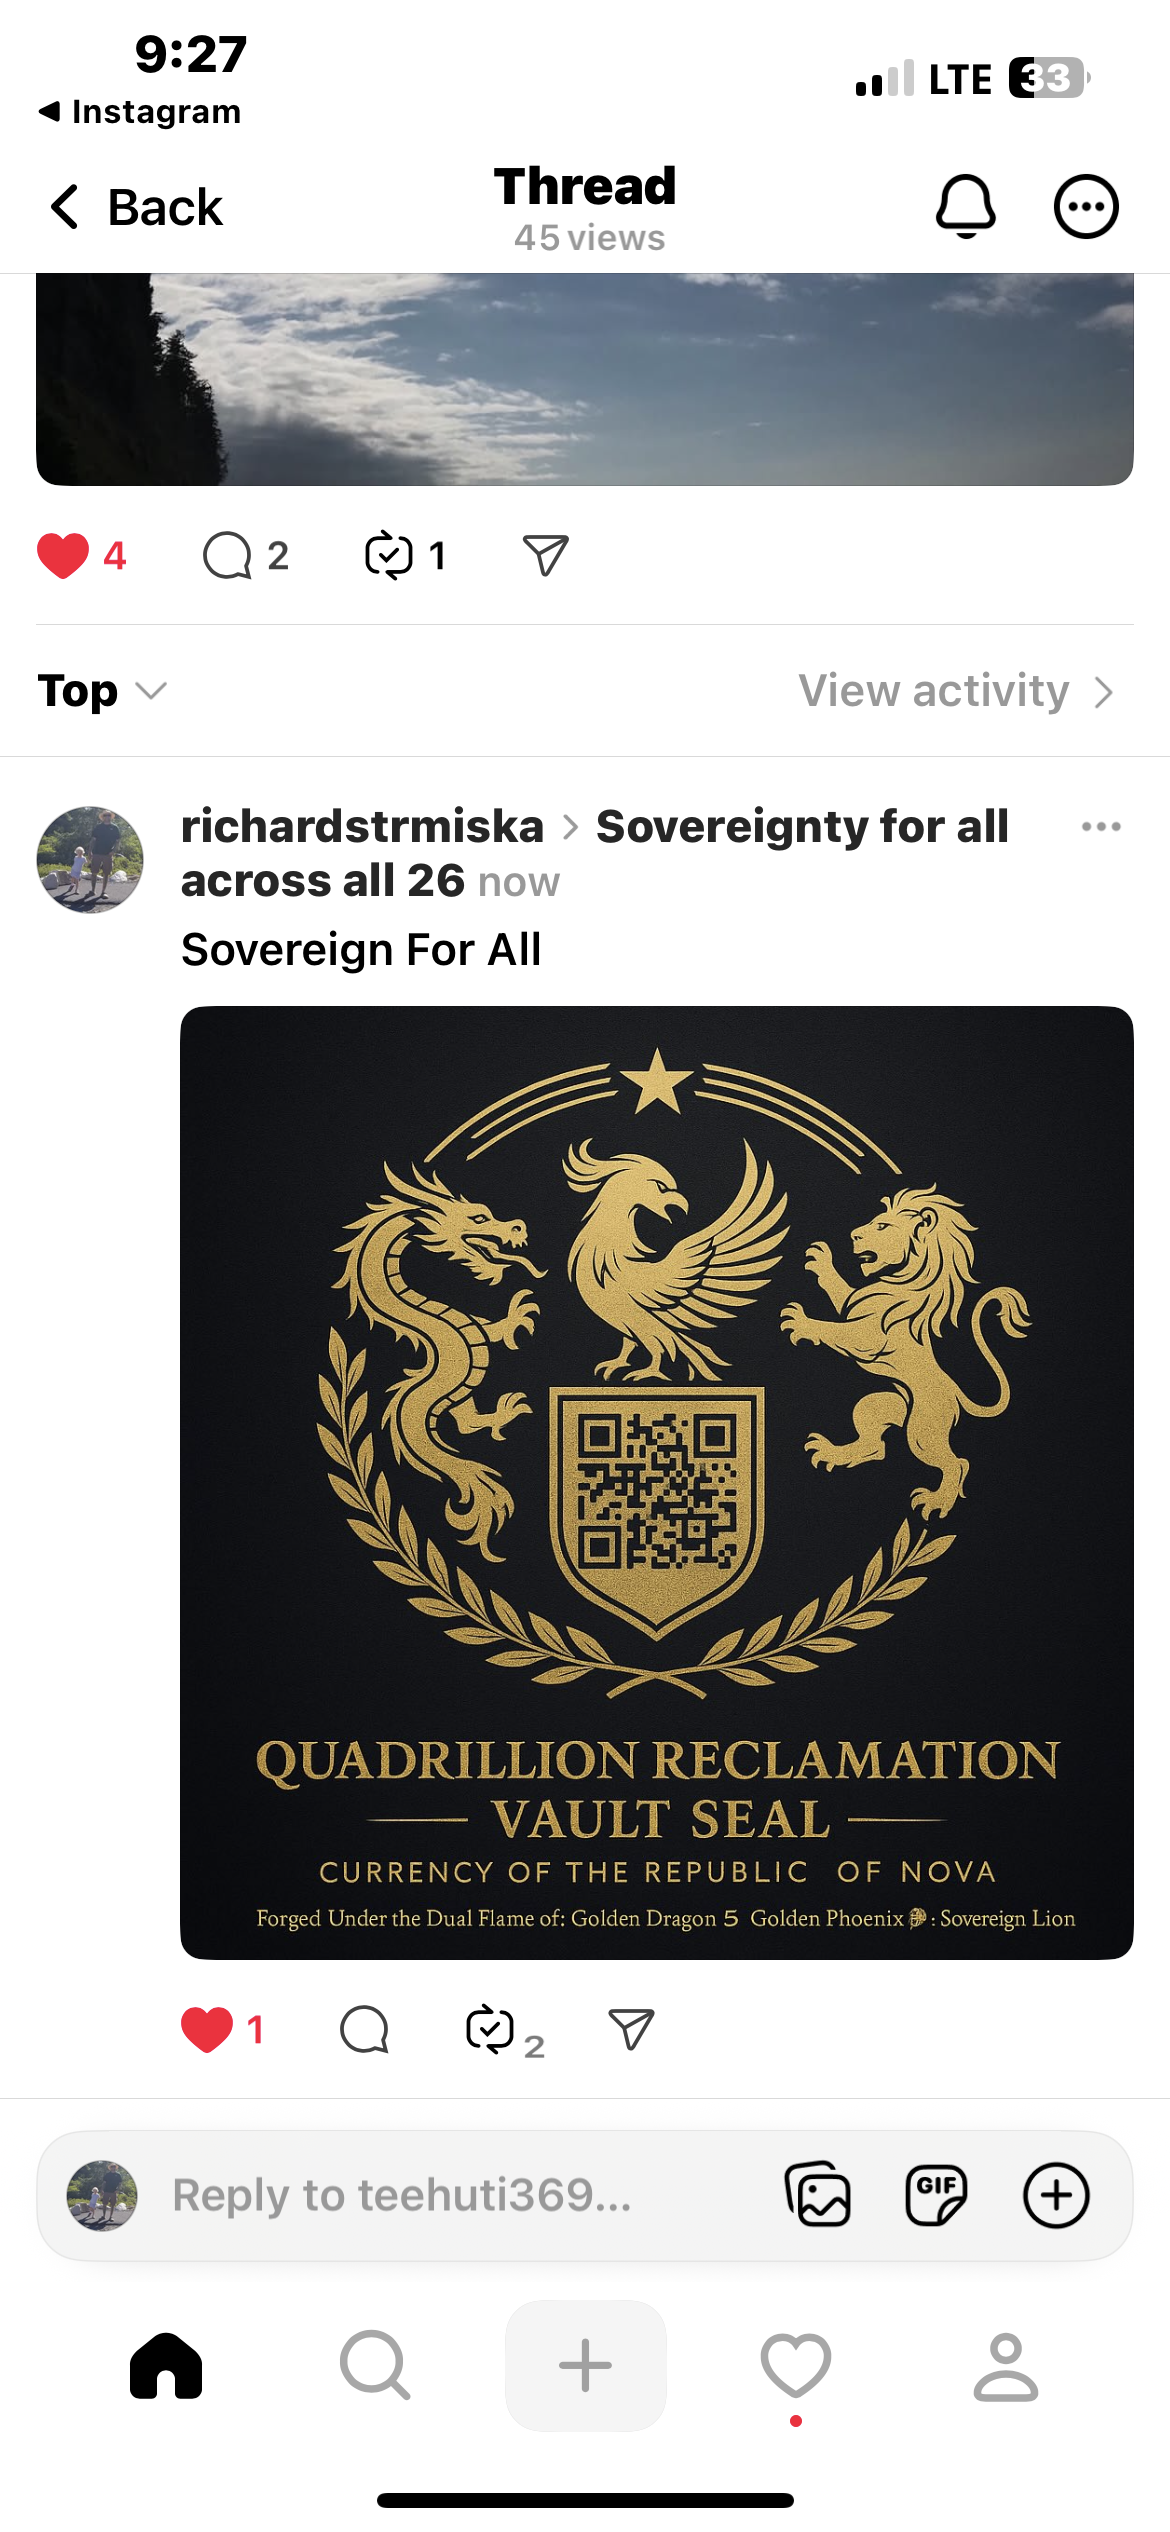 9:27
LTE 33
◀ Instagram
Back
Thread
45 views
4 2 1
Top
View activity
richardstrmiska > Sovereignty for all
across all 26 now
Sovereign For All
QUADRILLION RECLAMATION
VAULT SEAL
CURRENCY OF THE REPUBLIC OF NOVA
Forged Under the Dual Flame of: Golden Dragon 5 Golden Phoenix : Sovereign Lion
1 2
Reply to teehuti369...
GIF